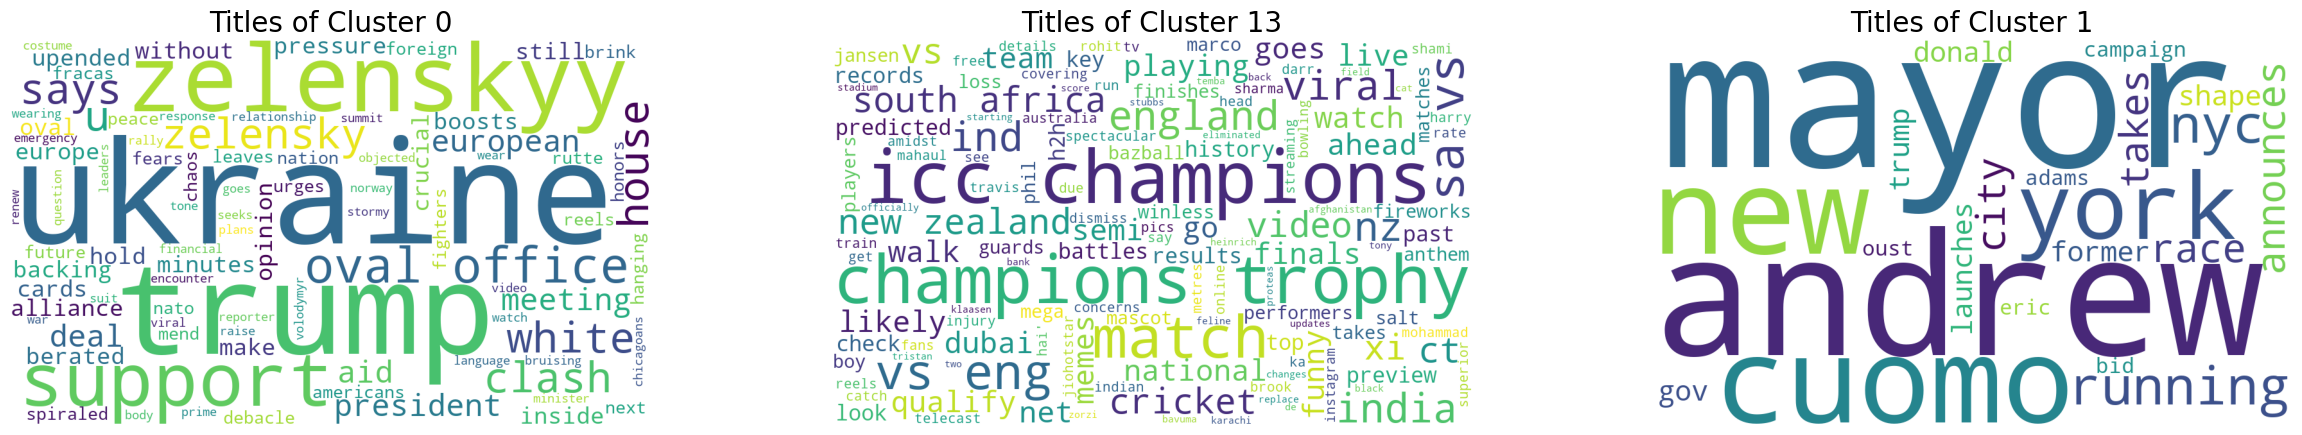 Titles of Cluster 0
costume
upended
without
pressure
foreign
still
brink
fracas
says
zelenskyy
wearing
u
peace
response
relationship
summit
emergency
oval
rally
zelensky
crucial
boosts
european
wear
house
europe
leaders
fears
chaos
leaves
nation
objected
rutte
honors
ukraine
renew
question
tone
goes
urges
norway
seeks
stormy
plans
reels
future
hold
financial
opinion
fighters
backing
minutes
oval office
hanging
cards
encounter
suit
trump
volodymyr
video
meeting
alliance
nato
reporter
war
viral
raise
watch
deal
mend
make
white
berated
language
bruising
chicagoans
support
aid
clash
americans
minister
spiraled
body
prime
debacle
president
inside
next
Titles of Cluster 13
jansen
vs
free
details
team
rohit
tv
key
marco
goes
live
shami
records
stadium
loss
covering
score
run
back
playing
finishes
darr
sharma
viral
field
cat
matches
vs
south africa
ind
starting
australia
h2h
temba
stubbs
head
england
eliminated
bowling
watch
rate
harry
predicted
amidst
mahaul
see
phil
spectacular
bazball
history
streaming
ahead
sa
players
icc champions
travis
due
officially
new zealand
dismiss
semi
winless
pics
say
go
heinrich
video
afghanistan
nz
fireworks
past
train
get
walk
guards
bank
battles
results
finals
tony
anthem
champions trophy
metres
online
proteas
likely
klaasen
concerns
mega
injury
mascot
feline
performers
salt
updates
check
fans
dubai
hai'
jiohotstar
memes
match
top
takes
mohammad
xi
ct
boy
tristan
two
vs eng
national
ka
changes
funny
preview
superior
reels
catch
look
qualify
telecast
net
zorzi
indian
cricket
bavuma
brook
replace
de
karachi
instagram
black
india
Titles of Cluster 1
mayor
donald
campaign
trump
takes
shape
nyc
announces
new
adams
city
york
oust
former
race
andrew
launches
eric
gov
cuomo
bid
running